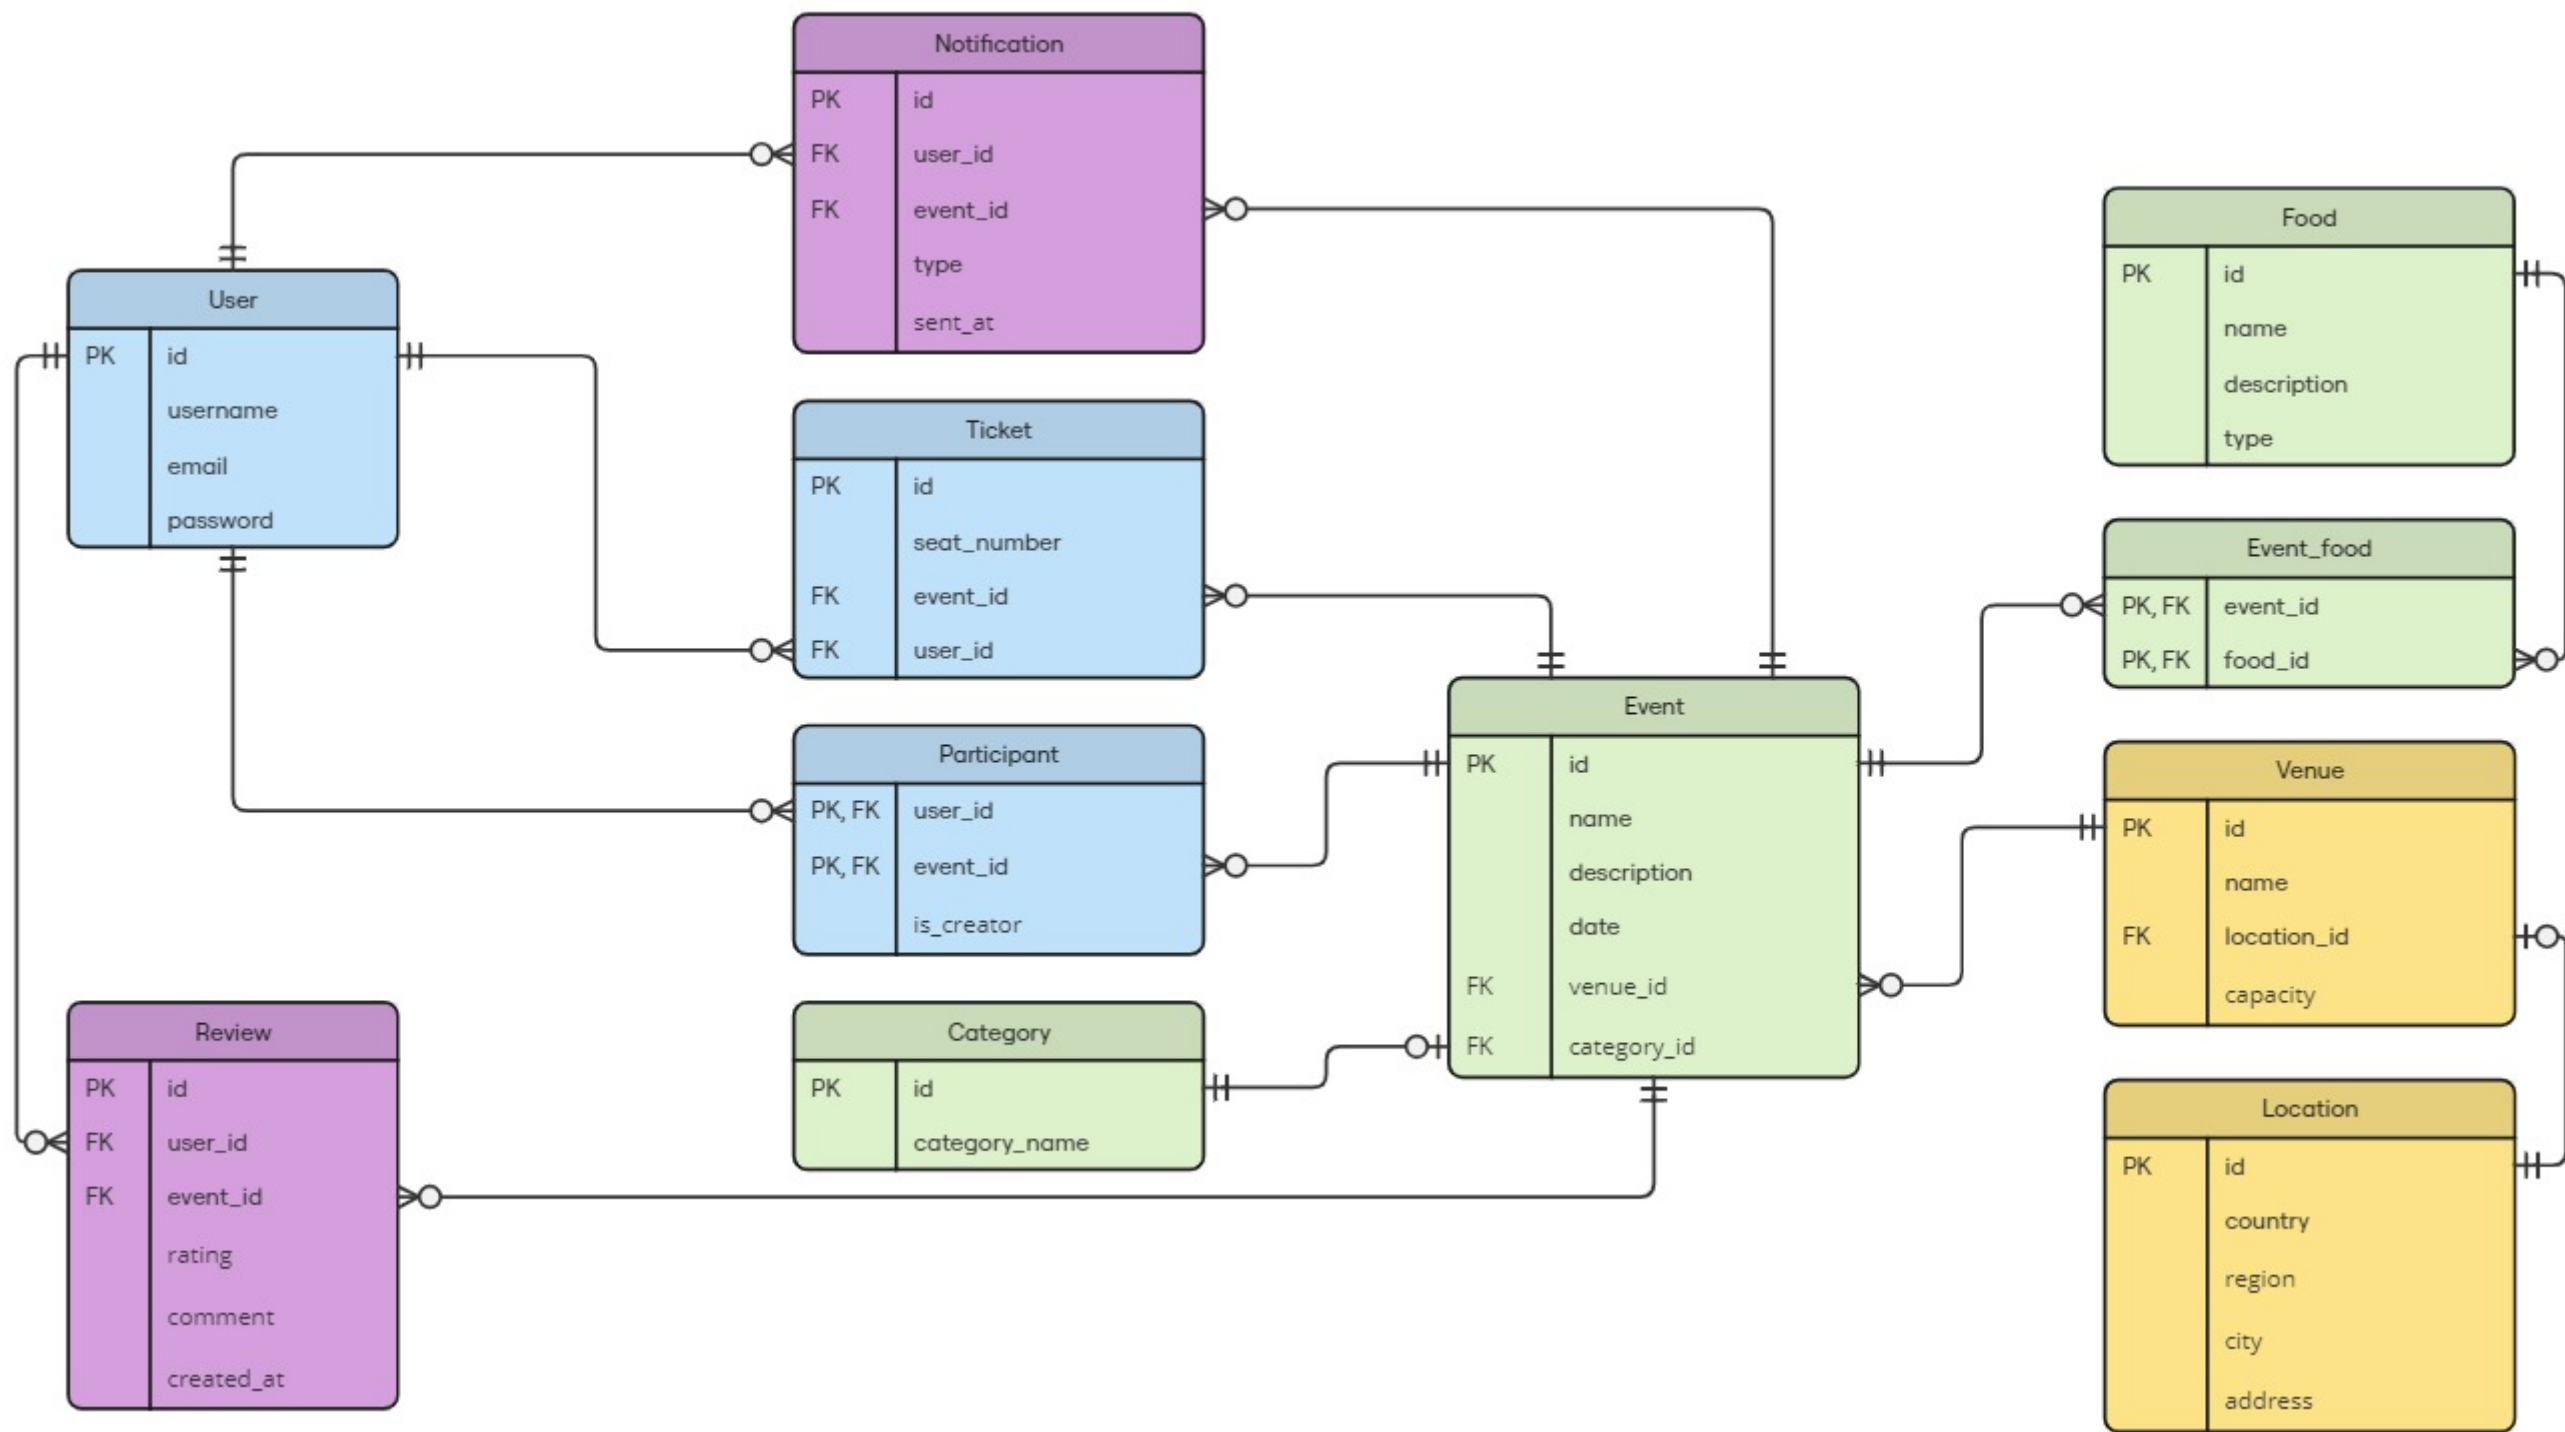 Notification
PK id
FK user_id
FK event_id
type
sent_at
User
PK id
username
email
password
Ticket
PK id
seat_number
FK event_id
FK user_id
Participant
PK, FK user_id
PK, FK event_id
is_creator
Review
PK id
FK user_id
FK event_id
rating
comment
created_at
Category
PK id
category_name
Event
PK id
name
description
date
FK venue_id
FK category_id
Food
PK id
name
description
type
Event_food
PK, FK event_id
PK, FK food_id
Venue
PK id
name
FK location_id
capacity
Location
PK id
country
region
city
address